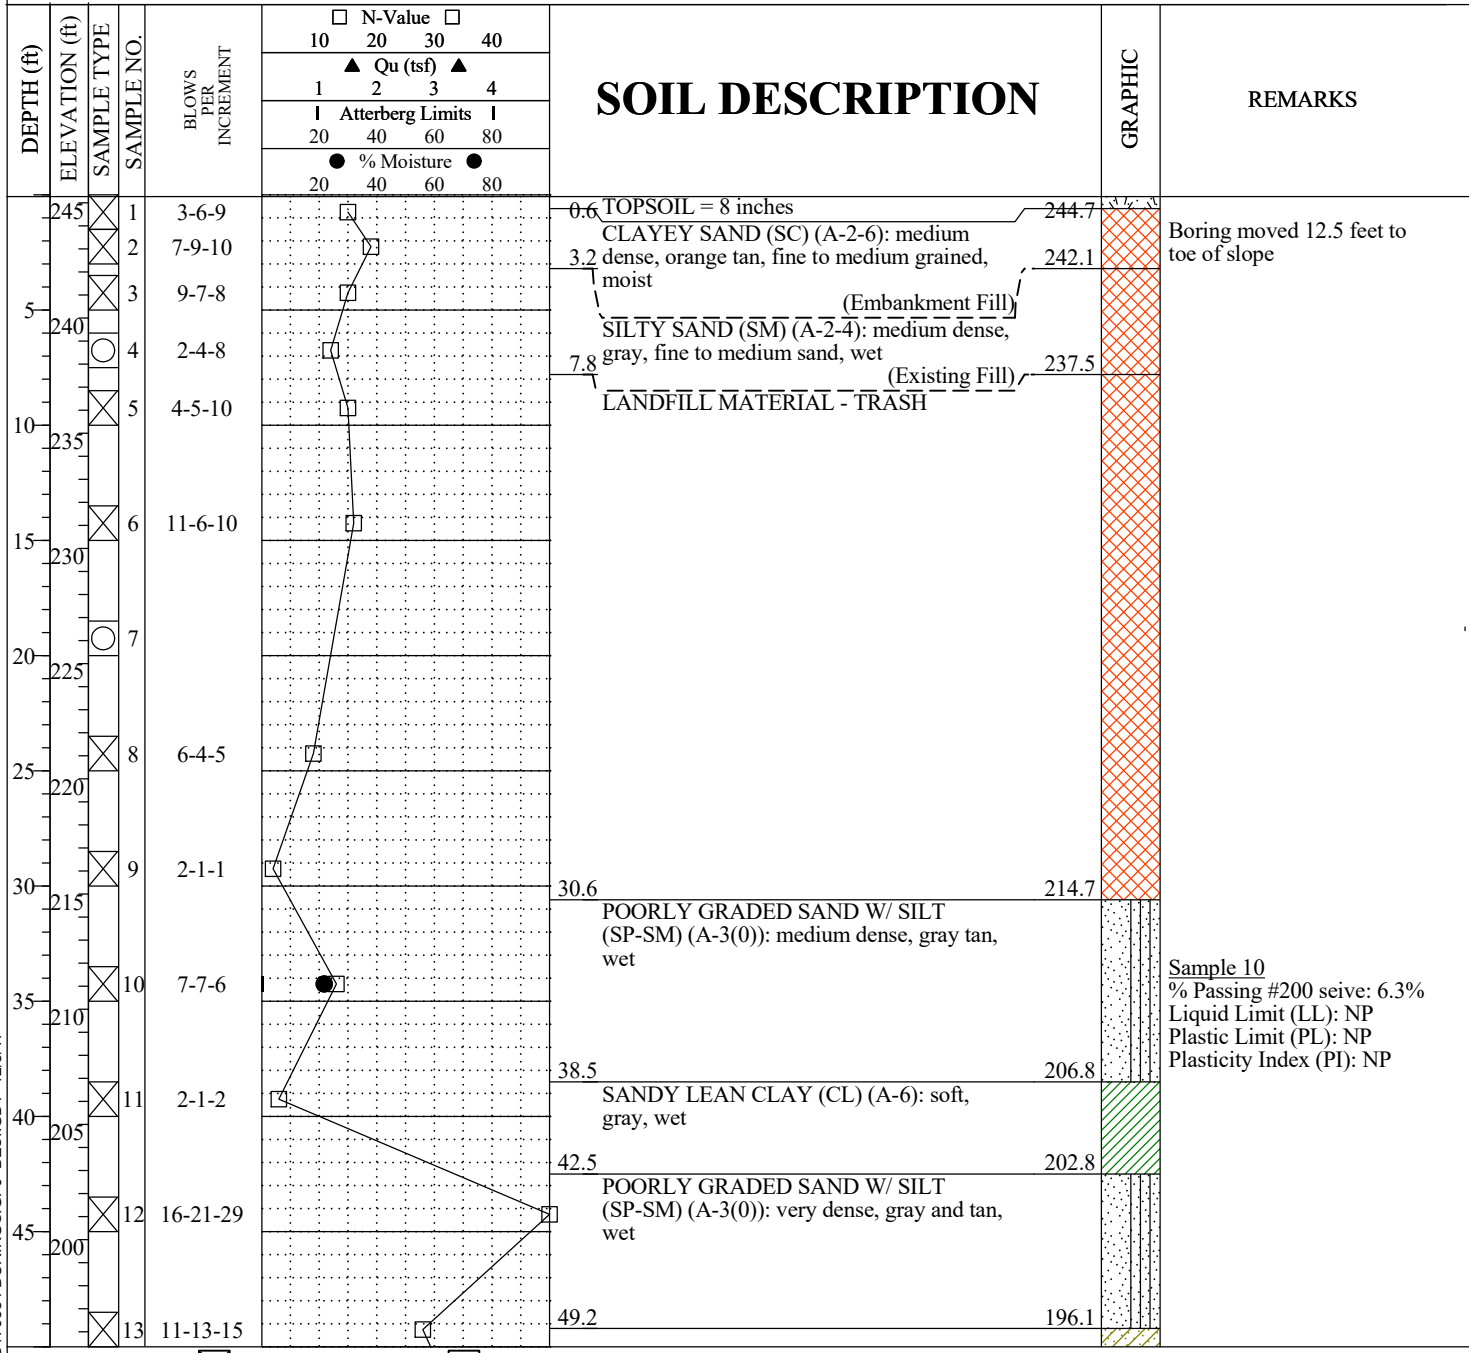 DEPTH (ft)
ELEVATION (ft)
SAMPLE TYPE
SAMPLE NO.
BLOWS
PER
INCREMENT
N-Value
10 20 30 40
Qu (tsf)
1 2 3 4
Atterberg Limits
20 40 60 80
% Moisture
20 40 60 80
SOIL DESCRIPTION
GRAPHIC
REMARKS
245 1 3-6-9
0.6 TOPSOIL = 8 inches 244.7
2 7-9-10
CLAYEY SAND (SC) (A-2-6): medium
3.2 dense, orange tan, fine to medium grained, 242.1
moist
Boring moved 12.5 feet to
toe of slope
3 9-7-8
(Embankment Fill)
5
240
SILTY SAND (SM) (A-2-4): medium dense,
4 2-4-8
gray, fine to medium sand, wet
7.8 (Existing Fill) 237.5
LANDFILL MATERIAL - TRASH
5 4-5-10
10
235
6 11-6-10
15
230
7
20
225
8 6-4-5
25
220
9 2-1-1
30
30.6 214.7
215
POORLY GRADED SAND W/ SILT
(SP-SM) (A-3(0)): medium dense, gray tan,
wet
10 7-7-6
Sample 10
% Passing #200 seive: 6.3%
Liquid Limit (LL): NP
Plastic Limit (PL): NP
Plasticity Index (PI): NP
35
210
38.5 206.8
11 2-1-2
SANDY LEAN CLAY (CL) (A-6): soft,
gray, wet
40
205
42.5 202.8
POORLY GRADED SAND W/ SILT
(SP-SM) (A-3(0)): very dense, gray and tan,
wet
12 16-21-29
45
200
49.2 196.1
13 11-13-15